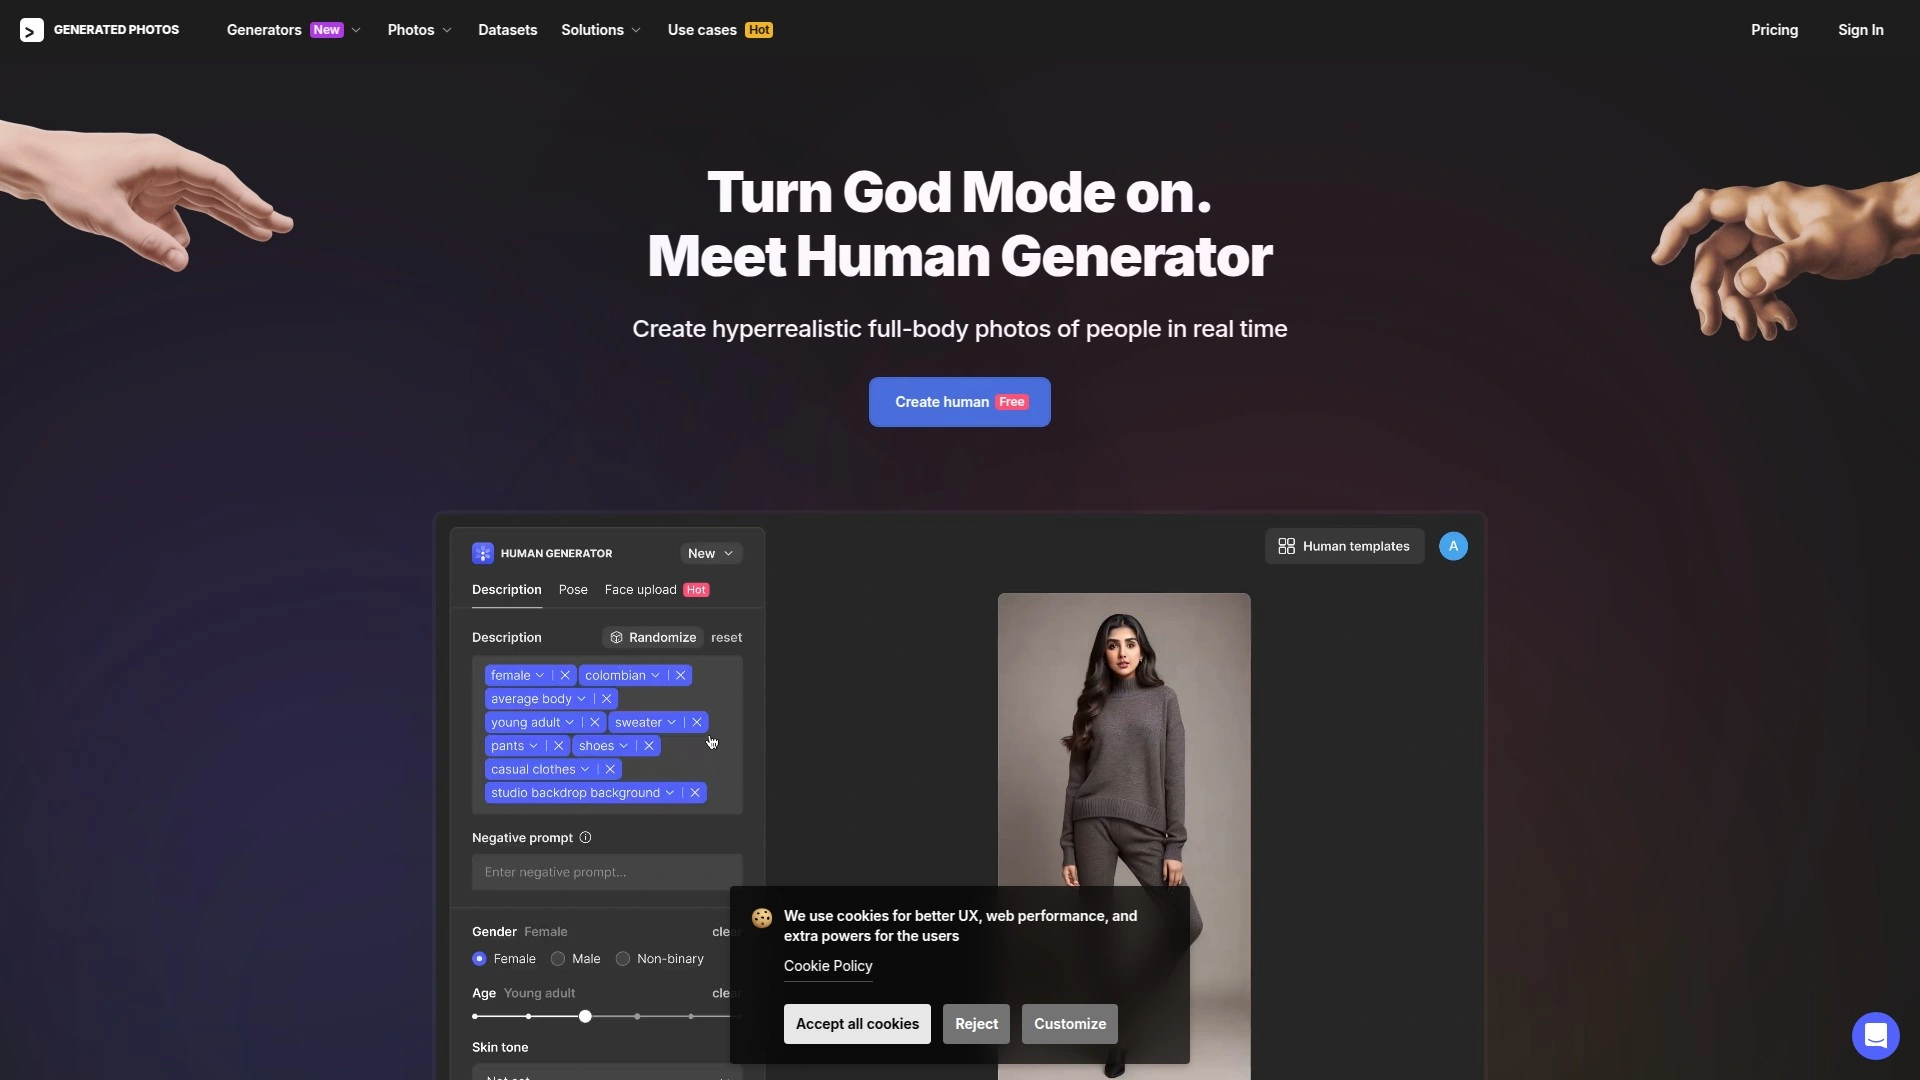 GENERATED PHOTOS
Generators New
Photos
Datasets
Solutions
Use cases Hot
Pricing
Sign In
Turn God Mode on.
Meet Human Generator
Create hyperrealistic full-body photos of people in real time
Create human Free
HUMAN GENERATOR
New
Human templates
A
Description
Pose
Face upload Hot
Description
Randomize
reset
female
colombian
average body
young adult
sweater
pants
shoes
casual clothes
studio backdrop background
Negative prompt
Enter negative prompt...
Gender Female
Female
Male
Non-binary
Age Young adult
Skin tone
We use cookies for better UX, web performance, and
extra powers for the users
Cookie Policy
Accept all cookies
Reject
Customize